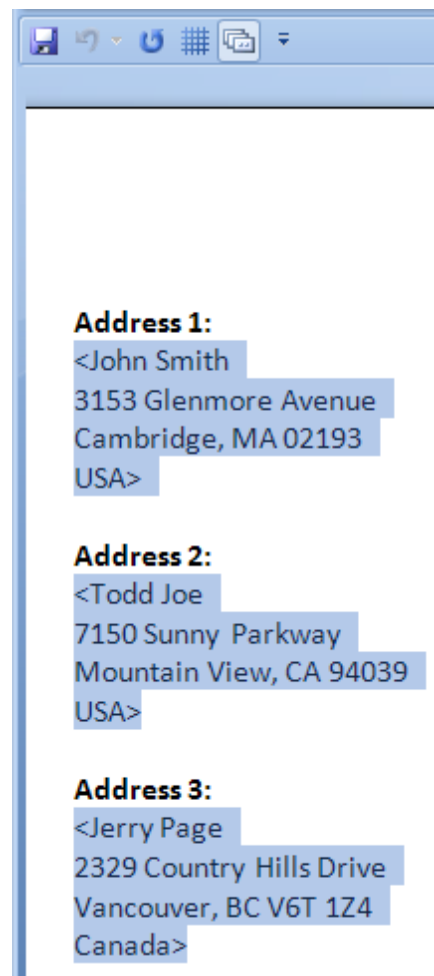 Address 1:
<John Smith
3153 Glenmore Avenue
Cambridge, MA 02193
USA>
Address 2:
<Todd Joe
7150 Sunny Parkway
Mountain View, CA 94039
USA>
Address 3:
<Jerry Page
2329 Country Hills Drive
Vancouver, BC V6T 1Z4
Canada>